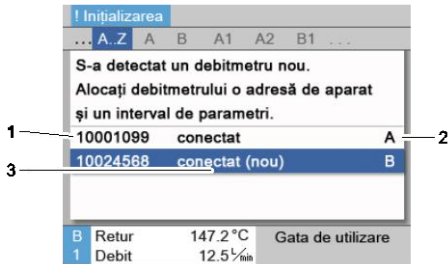 ! Inițializarea
... A..Z A B A1 A2 B1 ...
S-a detectat un debitmetru nou.
Alocați debitmetrului o adresă de aparat
și un interval de parametri.
1 10001099 conectat A 2
10024568 conectat (nou) B
3
B Retur 147.2°C Gata de utilizare
1 Debit 12.5 L/min